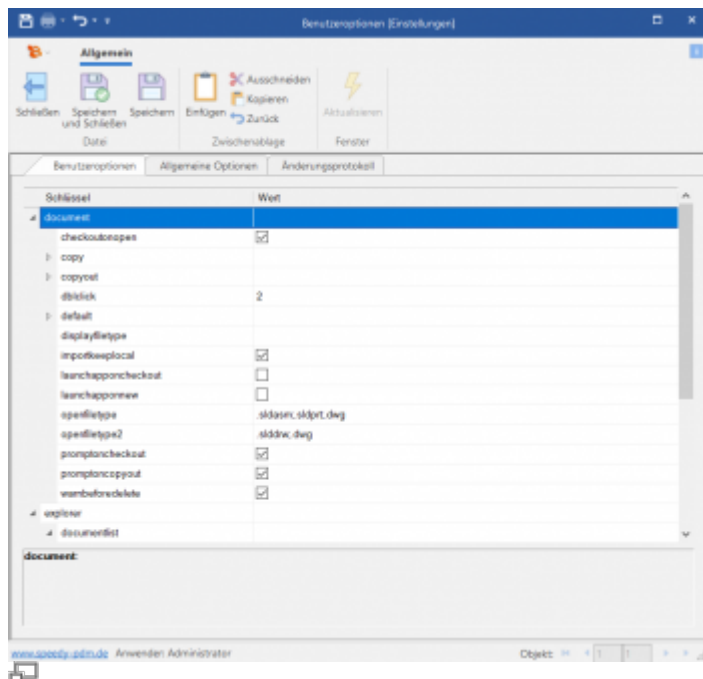 Benutzeroptionen [Einstellungen]
Allgemein
Schließen
Speichern und Schließen
Speichern
Einfügen
Ausschneiden
Kopieren
Zurück
Aktualisieren
Datei
Zwischenablage
Fenster
Benutzeroptionen
Allgemeine Optionen
Änderungsprotokoll
Schlüssel Wert
document
checkoutonopen
copy
copyout
dblclick 2
default
displayfiletype
importkeeplocal
launchapponcheckout
launchapponnew
openfiletype .sldasm;.sldprt;.dwg
openfiletype2 .slddrw;.dwg
promptoncheckout
promptoncopyout
warnbeforedelete
explorer
documentlist
document:
www.speedy-pdm.de Anwender: Administrator
Objekt: 1 1